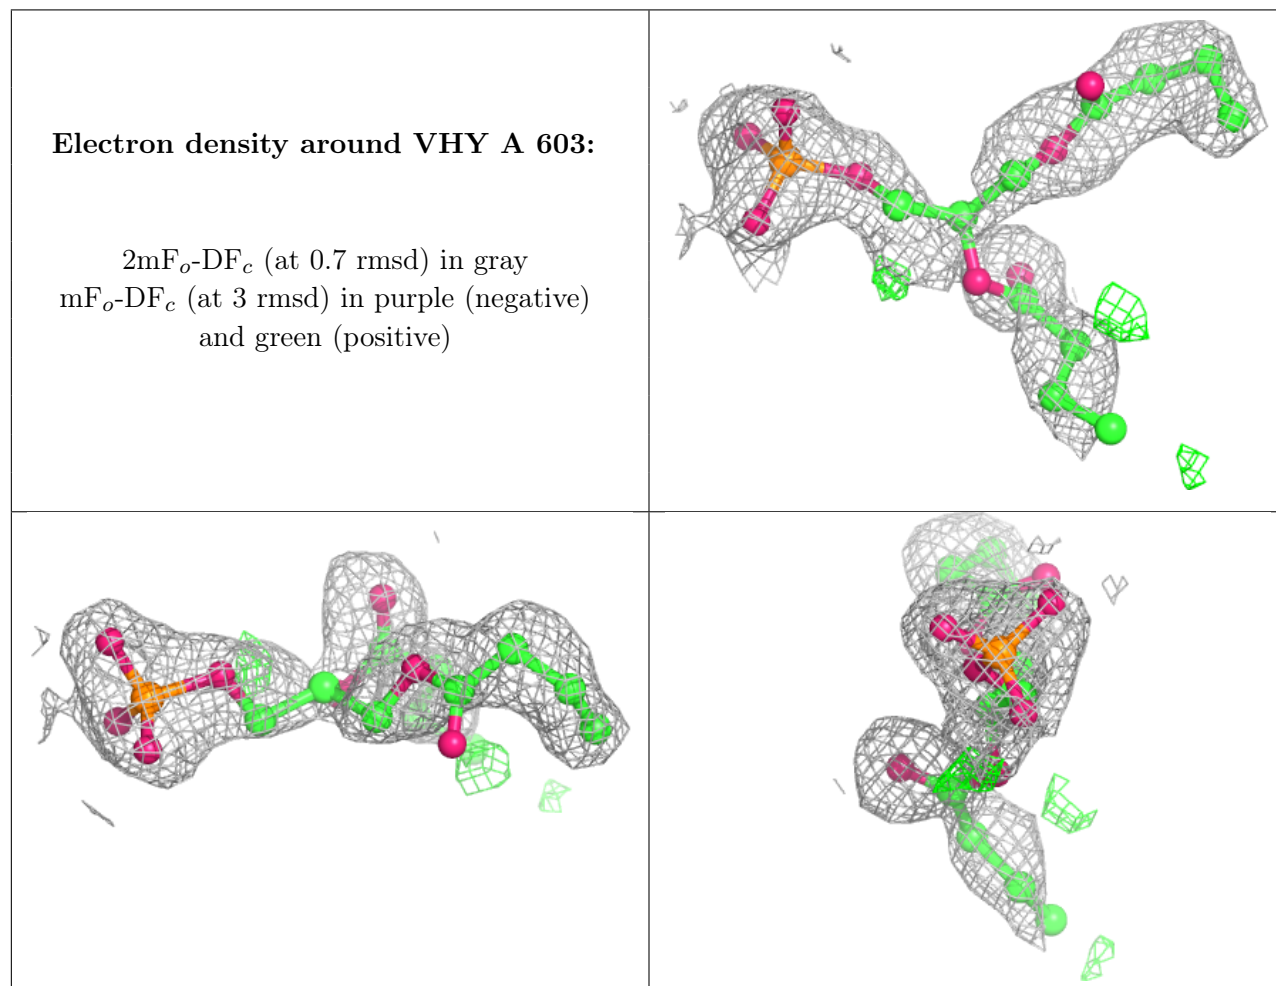 Electron density around VHY A 603:
2mFo-DFc (at 0.7 rmsd) in gray
mFo-DFc (at 3 rmsd) in purple (negative)
and green (positive)